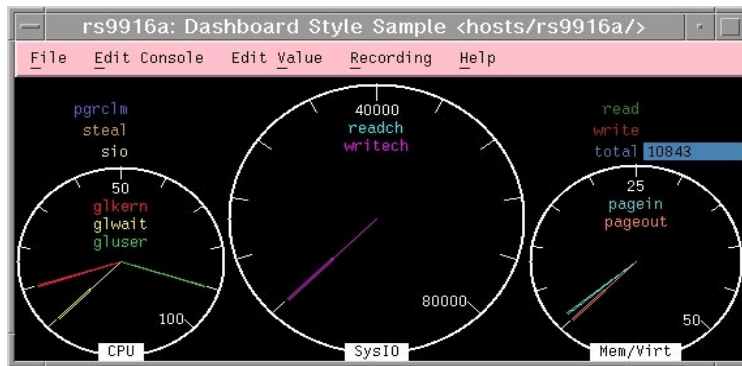 rs9916a: Dashboard Style Sample <hosts/rs9916a/>
File Edit Console Edit Value Recording Help
pgrclm
steal
sio
50
glkern
glwait
gluser
100
CPU
40000
readch
writech
80000
SysIO
read
write
total 10843
25
pagein
pageout
50
Mem/Virt